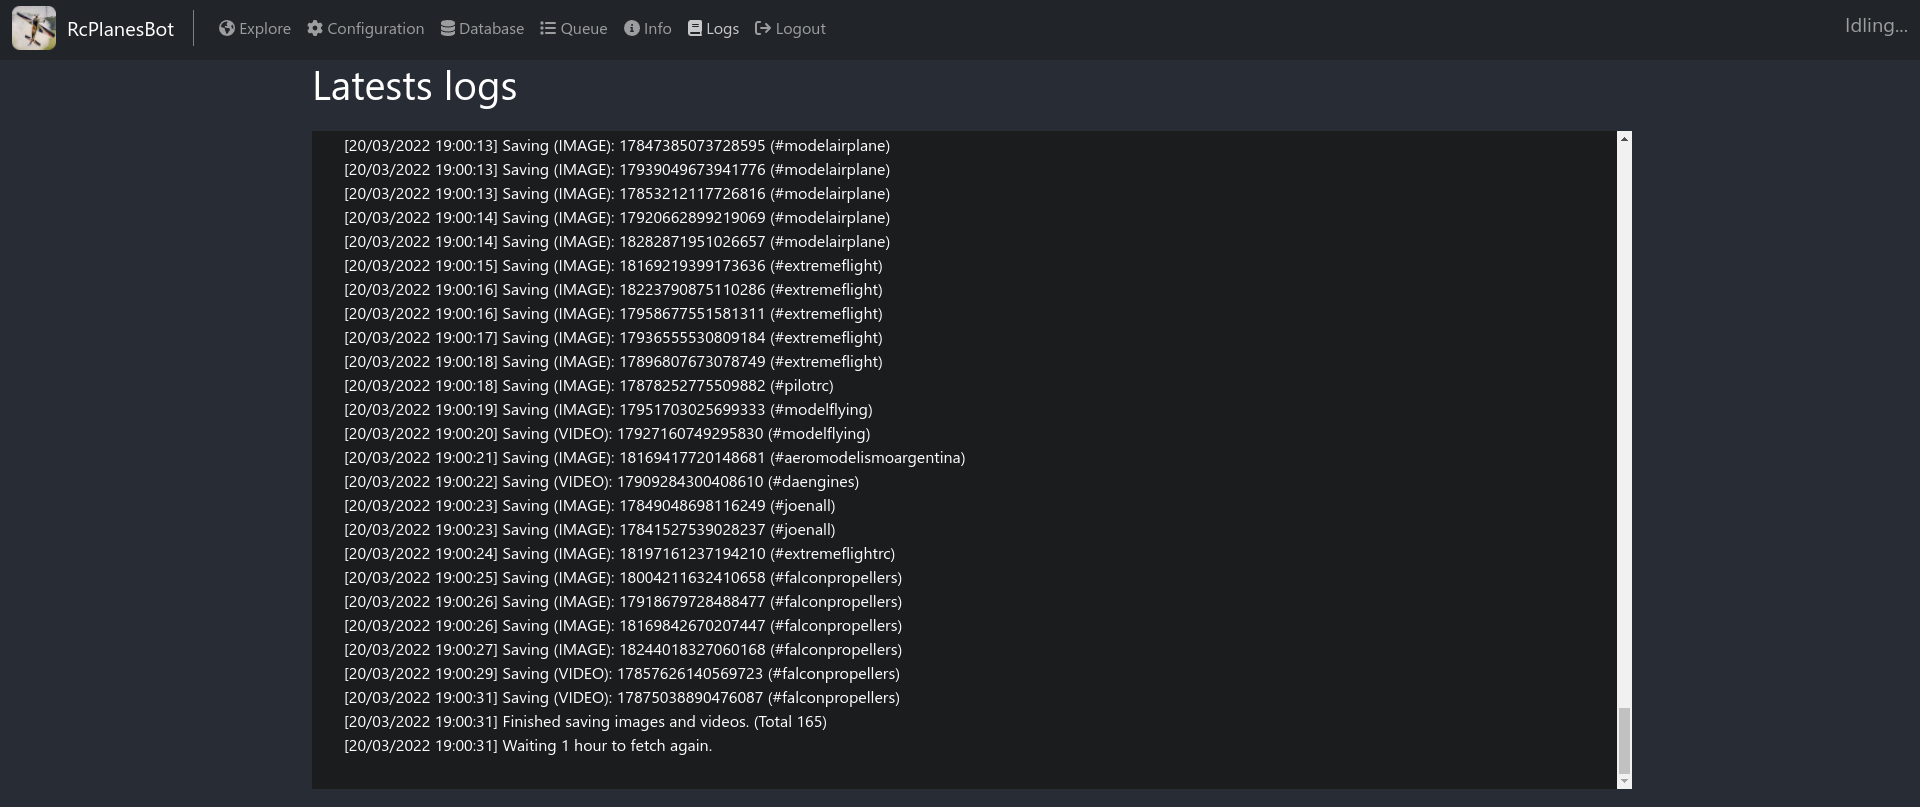 RcPlanesBot Explore Configuration Database Queue Info Logs Logout Idling...
Latests logs
[20/03/2022 19:00:13] Saving (IMAGE): 17847385073728595 (#modelairplane)
[20/03/2022 19:00:13] Saving (IMAGE): 17939049673941776 (#modelairplane)
[20/03/2022 19:00:13] Saving (IMAGE): 17853212117726816 (#modelairplane)
[20/03/2022 19:00:14] Saving (IMAGE): 17920662899219069 (#modelairplane)
[20/03/2022 19:00:14] Saving (IMAGE): 18282871951026657 (#modelairplane)
[20/03/2022 19:00:15] Saving (IMAGE): 18169219399173636 (#extremeflight)
[20/03/2022 19:00:16] Saving (IMAGE): 18223790875110286 (#extremeflight)
[20/03/2022 19:00:16] Saving (IMAGE): 17958677551581311 (#extremeflight)
[20/03/2022 19:00:17] Saving (IMAGE): 17936555530809184 (#extremeflight)
[20/03/2022 19:00:18] Saving (IMAGE): 17896807673078749 (#extremeflight)
[20/03/2022 19:00:18] Saving (IMAGE): 17878252775509882 (#pilotrc)
[20/03/2022 19:00:19] Saving (IMAGE): 17951703025699333 (#modelflying)
[20/03/2022 19:00:20] Saving (VIDEO): 17927160749295830 (#modelflying)
[20/03/2022 19:00:21] Saving (IMAGE): 18169417720148681 (#aeromodelismoargentina)
[20/03/2022 19:00:22] Saving (VIDEO): 17909284300408610 (#daengines)
[20/03/2022 19:00:23] Saving (IMAGE): 17849048698116249 (#joenall)
[20/03/2022 19:00:23] Saving (IMAGE): 17841527539028237 (#joenall)
[20/03/2022 19:00:24] Saving (IMAGE): 18197161237194210 (#extremeflightrc)
[20/03/2022 19:00:25] Saving (IMAGE): 18004211632410658 (#falconpropellers)
[20/03/2022 19:00:26] Saving (IMAGE): 17918679728488477 (#falconpropellers)
[20/03/2022 19:00:26] Saving (IMAGE): 18169842670207447 (#falconpropellers)
[20/03/2022 19:00:27] Saving (IMAGE): 18244018327060168 (#falconpropellers)
[20/03/2022 19:00:29] Saving (VIDEO): 17857626140569723 (#falconpropellers)
[20/03/2022 19:00:31] Saving (VIDEO): 17875038890476087 (#falconpropellers)
[20/03/2022 19:00:31] Finished saving images and videos. (Total 165)
[20/03/2022 19:00:31] Waiting 1 hour to fetch again.